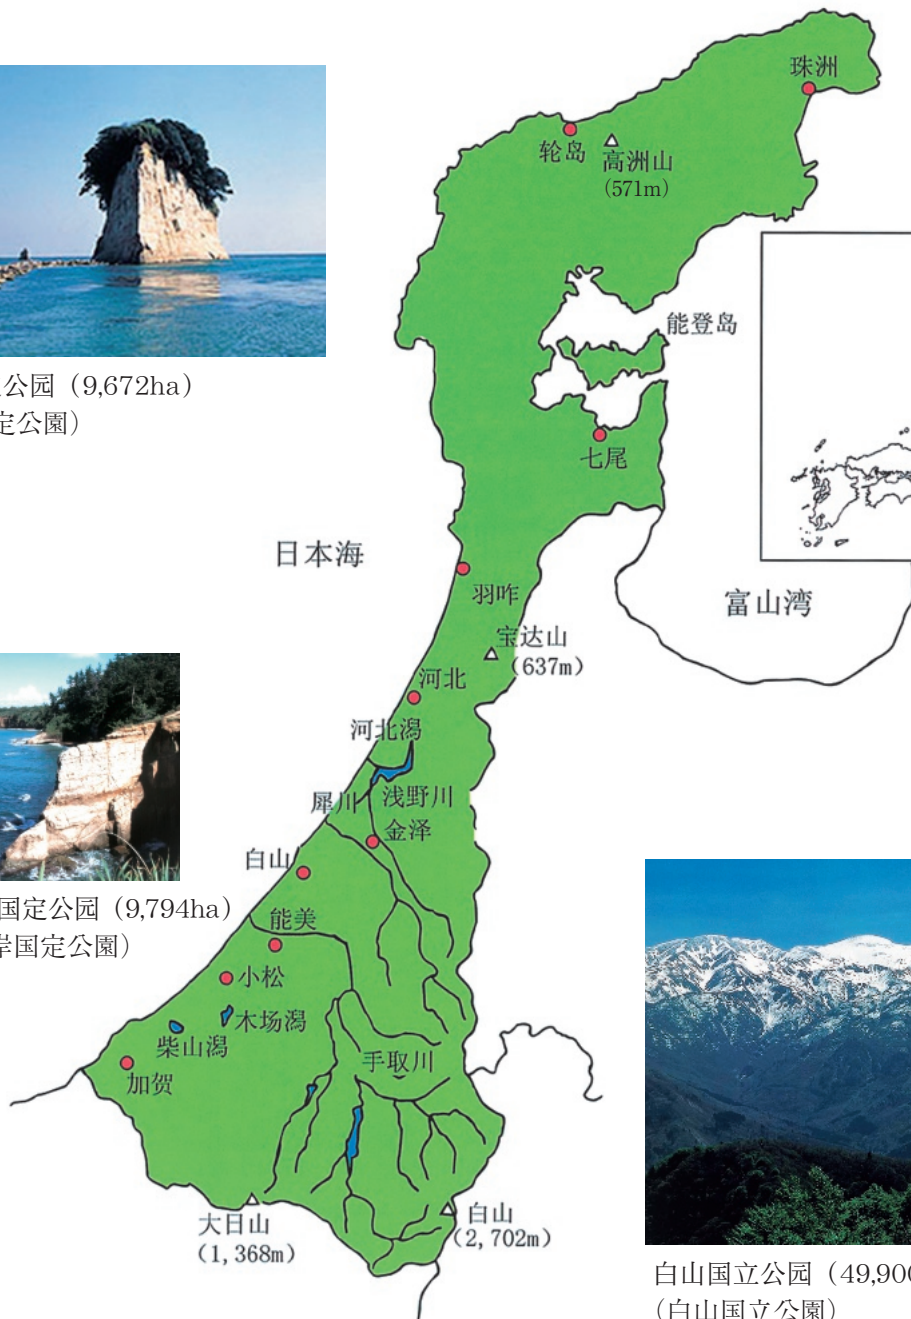 珠洲
轮岛
高洲山
(571m)
能登岛
公园（9,672ha）
定公園）
七尾
日本海
羽咋
富山湾
宝达山
（637m）
河北
河北潟
犀川
浅野川
金泽
白山
国定公园（9,794ha）
岸国定公園）
能美
小松
木场潟
柴山潟
手取川
加贺
大日山
（1,368m）
白山
（2,702m）
白山国立公园（49,900
（白山国立公園）